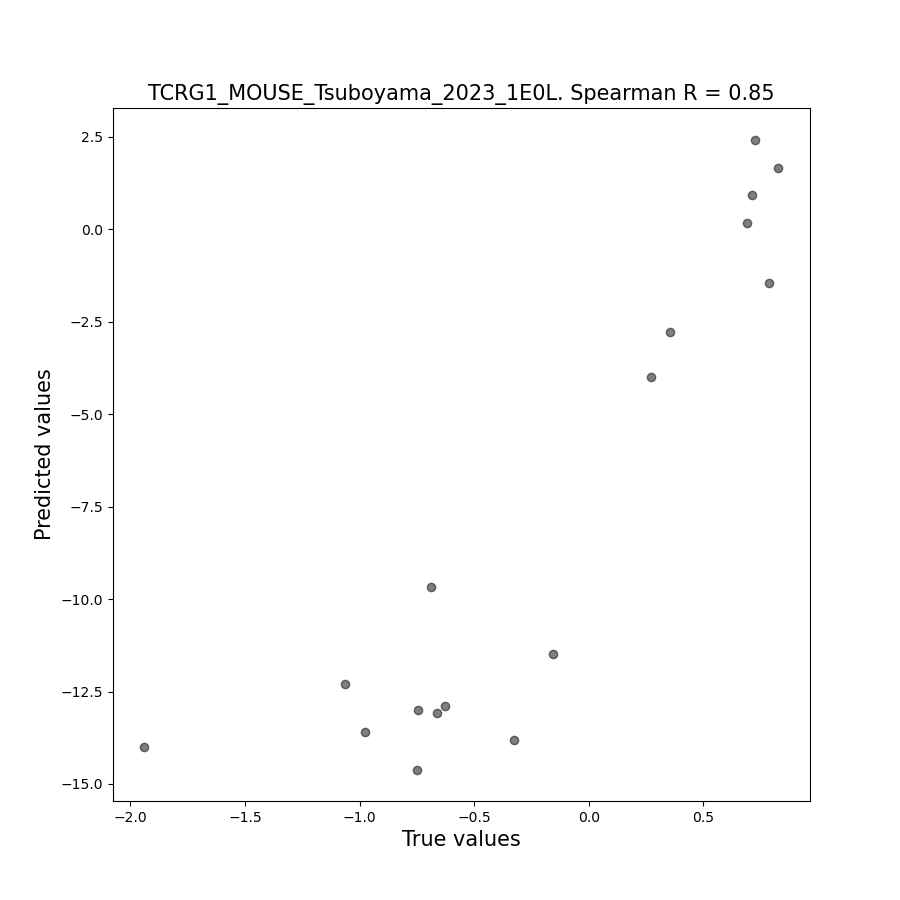 TCRG1_MOUSE_Tsuboyama_2023_1E0L. Spearman R = 0.85
2.5
0.0
−2.5
−5.0
−7.5
−10.0
−12.5
−15.0
Predicted values
−2.0 −1.5 −1.0 −0.5 0.0 0.5
True values